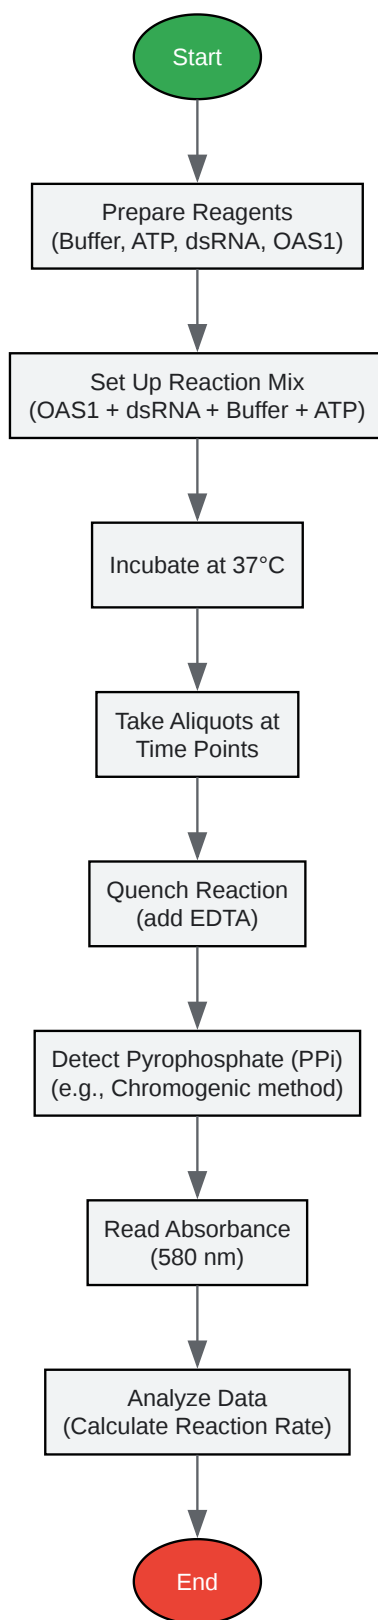 Start
Prepare Reagents
(Buffer, ATP, dsRNA, OAS1)
Set Up Reaction Mix
(OAS1 + dsRNA + Buffer + ATP)
Incubate at 37°C
Take Aliquots at
Time Points
Quench Reaction
(add EDTA)
Detect Pyrophosphate (PPi)
(e.g., Chromogenic method)
Read Absorbance
(580 nm)
Analyze Data
(Calculate Reaction Rate)
End